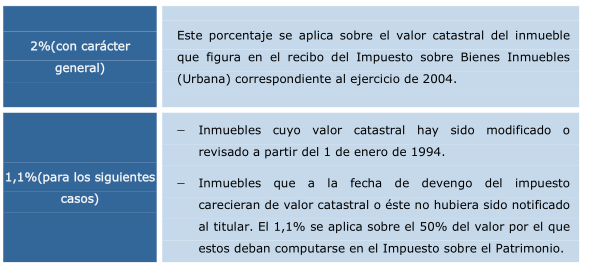 2%(con carácter
general)
Este porcentaje se aplica sobre el valor catastral del inmueble
que figura en el recibo del Impuesto sobre Bienes Inmuebles
(Urbana) correspondiente al ejercicio de 2004.
1,1%(para los siguientes
casos)
– Inmuebles cuyo valor catastral hay sido modificado o
revisado a partir del 1 de enero de 1994.
– Inmuebles que a la fecha de devengo del impuesto
carecieran de valor catastral o éste no hubiera sido notificado
al titular. El 1,1% se aplica sobre el 50% del valor por el que
estos deban computarse en el Impuesto sobre el Patrimonio.